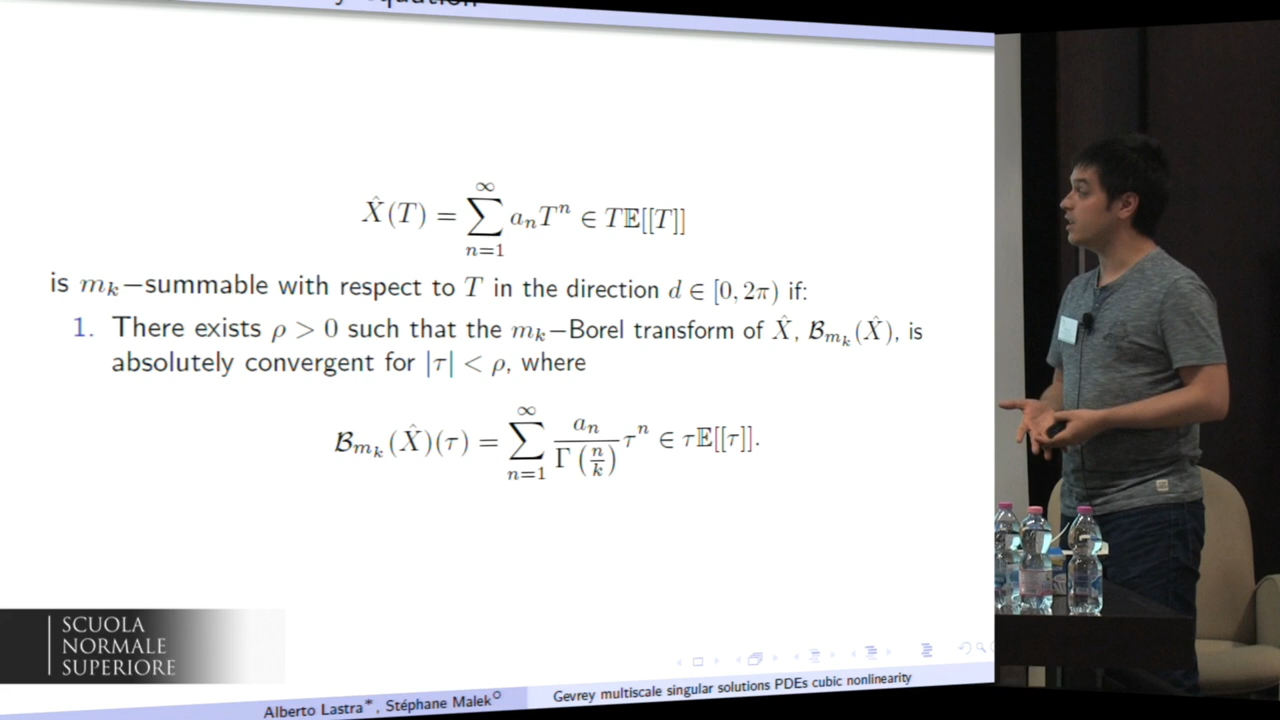 X̂(T) = ∑_{n=1}^{∞} a_n T^n ∈ T𝔼[[T]]
is m_k−summable with respect to T in the direction d ∈ [0, 2π) if:
1. There exists ρ > 0 such that the m_k−Borel transform of X̂, ℬ_{m_k}(X̂), is
absolutely convergent for |τ| < ρ, where
ℬ_{m_k}(X̂)(τ) = ∑_{n=1}^{∞} a_n / Γ(n/k) τ^n ∈ τ𝔼[[τ]].
SCUOLA
NORMALE
SUPERIORE
Alberto Lastra*, Stéphane Malek○
Gevrey multiscale singular solutions PDEs cubic nonlinearity